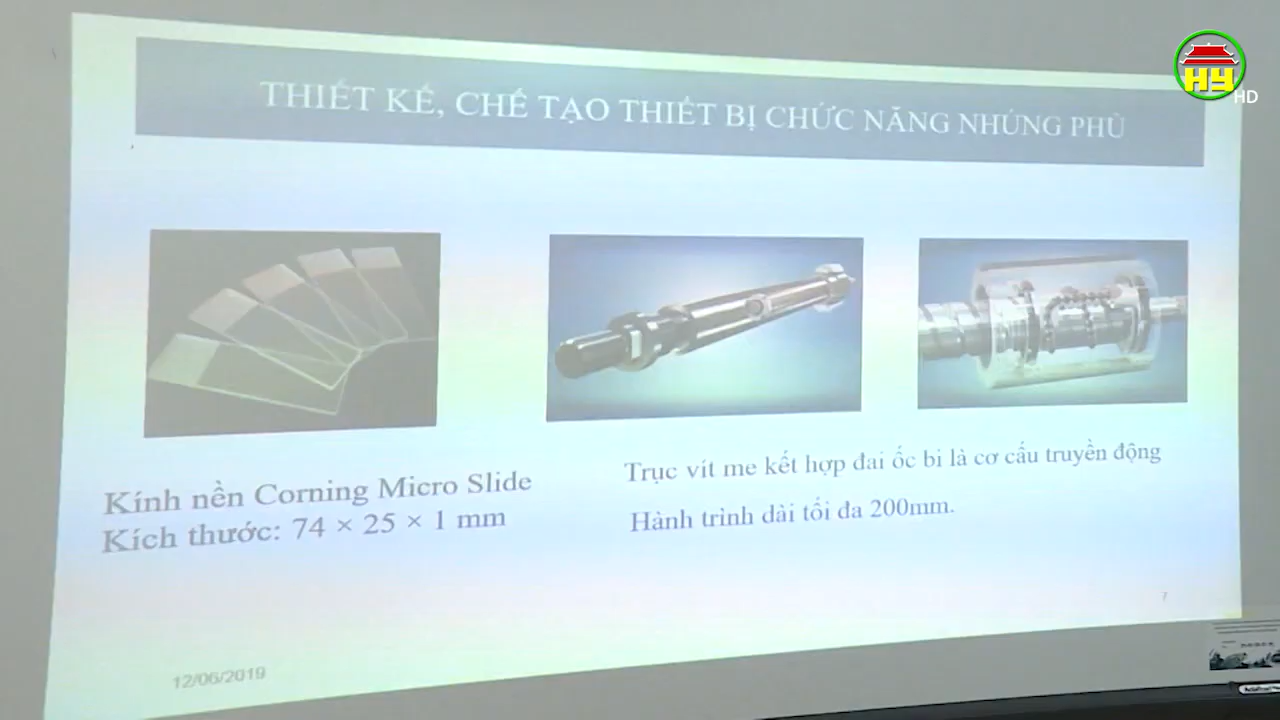 HY
HD
THIẾT KẾ, CHẾ TẠO THIẾT BỊ CHỨC NĂNG NHÚNG PHỦ
Kính nền Corning Micro Slide
Kích thước: 74 × 25 × 1 mm
Trục vít me kết hợp đai ốc bi là cơ cấu truyền động
Hành trình dài tối đa 200mm.
7
12/06/2019